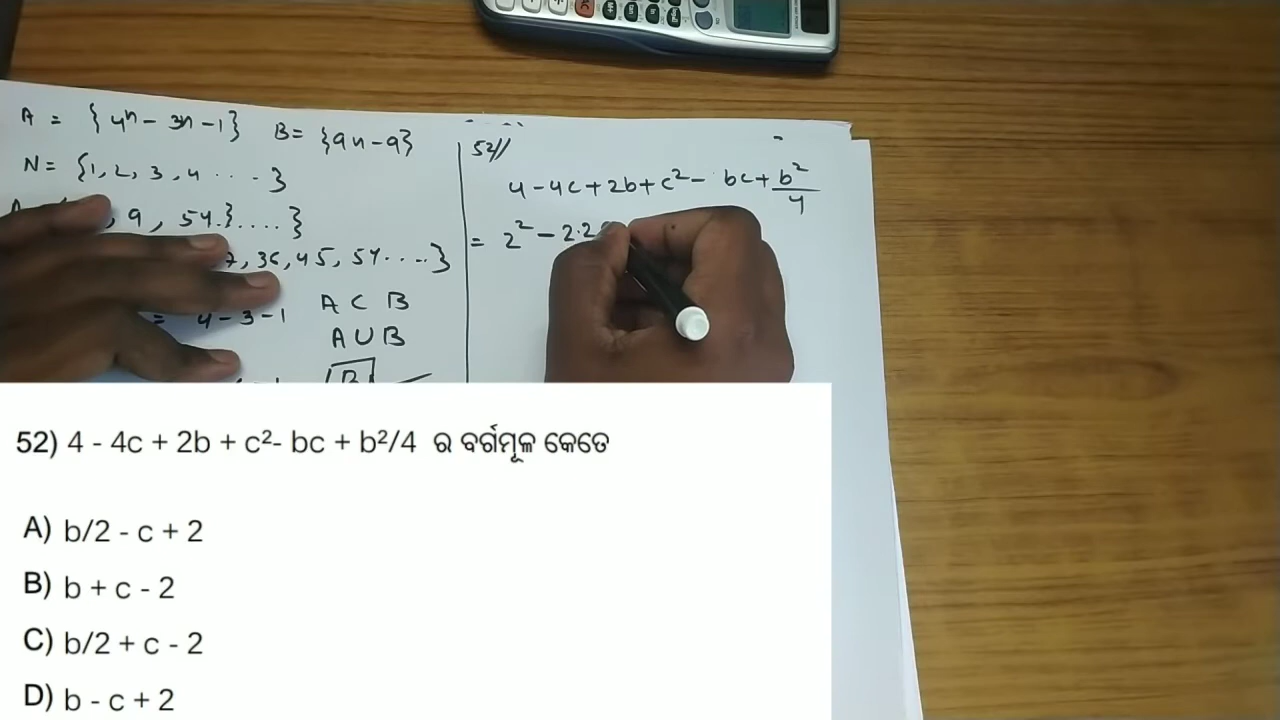 A = {4ⁿ - 3n - 1} B = {9n - 9}
N = {1, 2, 3, 4 ....}
, 9, 54.}....}
, 36, 45, 54....}
= 4-3-1
A ⊂ B
A ∪ B
B
52//
4 - 4c + 2b + c² - bc + b²/4
= 2² - 2.2
52) 4 - 4c + 2b + c²- bc + b²/4 ର ବର୍ଗମୂଳ କେତେ
A) b/2 - c + 2
B) b + c - 2
C) b/2 + c - 2
D) b - c + 2